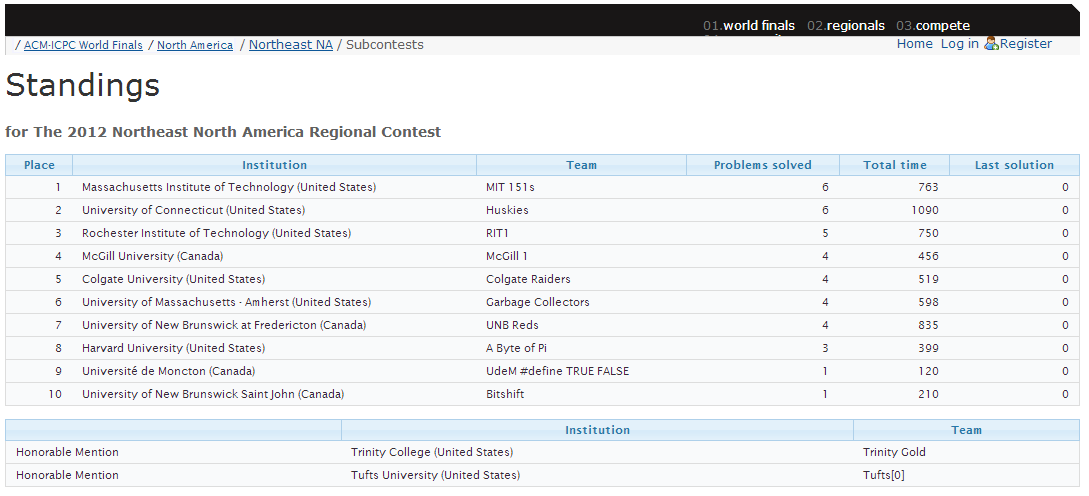 01.world finals 02.regionals 03.compete
/ ACM-ICPC World Finals / North America / Northeast NA / Subcontests
Home Log in Register
Standings
for The 2012 Northeast North America Regional Contest
Place Institution Team Problems solved Total time Last solution
1 Massachusetts Institute of Technology (United States) MIT 151s 6 763 0
2 University of Connecticut (United States) Huskies 6 1090 0
3 Rochester Institute of Technology (United States) RIT1 5 750 0
4 McGill University (Canada) McGill 1 4 456 0
5 Colgate University (United States) Colgate Raiders 4 519 0
6 University of Massachusetts - Amherst (United States) Garbage Collectors 4 598 0
7 University of New Brunswick at Fredericton (Canada) UNB Reds 4 835 0
8 Harvard University (United States) A Byte of Pi 3 399 0
9 Université de Moncton (Canada) UdeM #define TRUE FALSE 1 120 0
10 University of New Brunswick Saint John (Canada) Bitshift 1 210 0
Institution Team
Honorable Mention Trinity College (United States) Trinity Gold
Honorable Mention Tufts University (United States) Tufts[0]